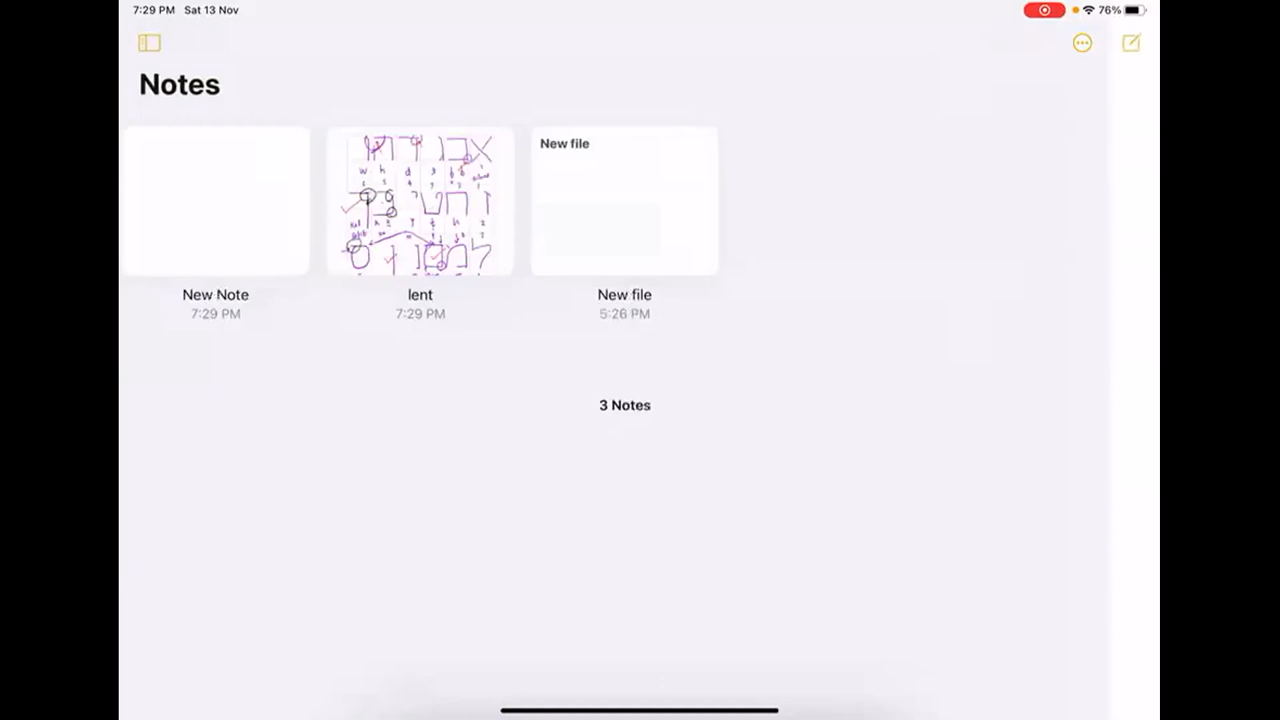 7:29 PM Sat 13 Nov 76%
Notes
New file
New Note lent New file
7:29 PM 7:29 PM 5:26 PM
3 Notes